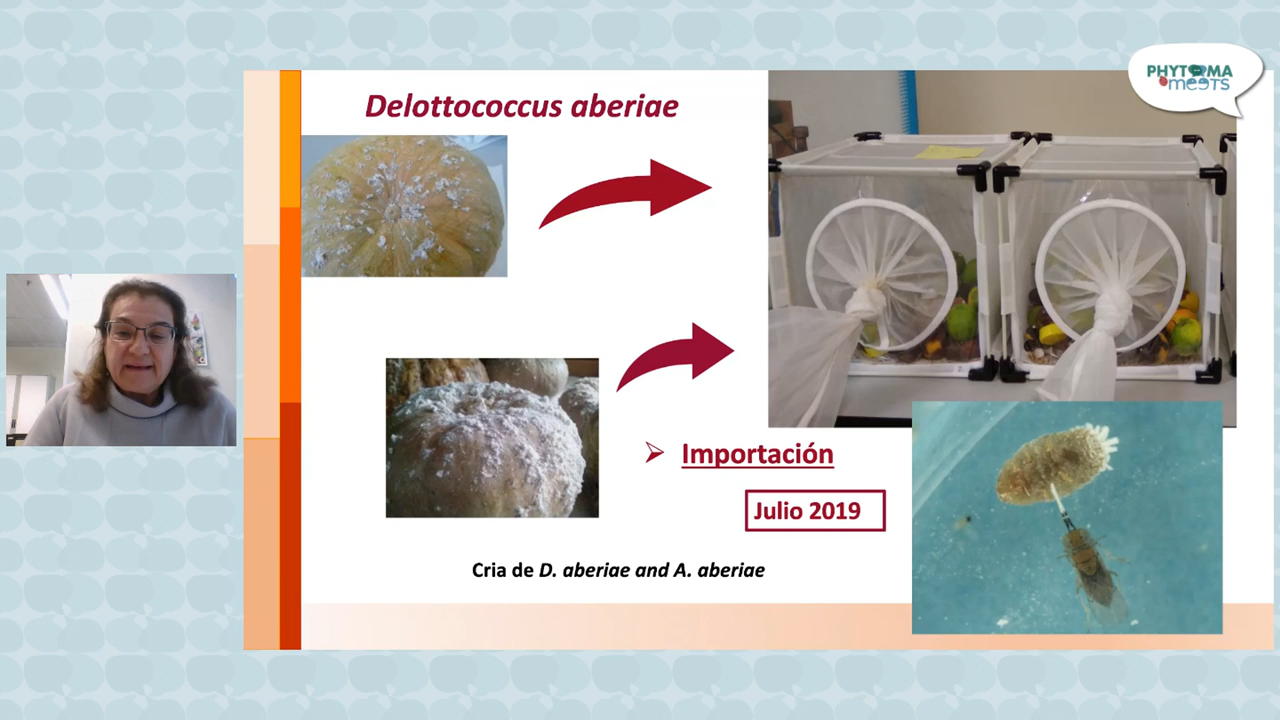 PHYTOMA
meets
Delottococcus aberiae
Importación
Julio 2019
Cria de D. aberiae and A. aberiae